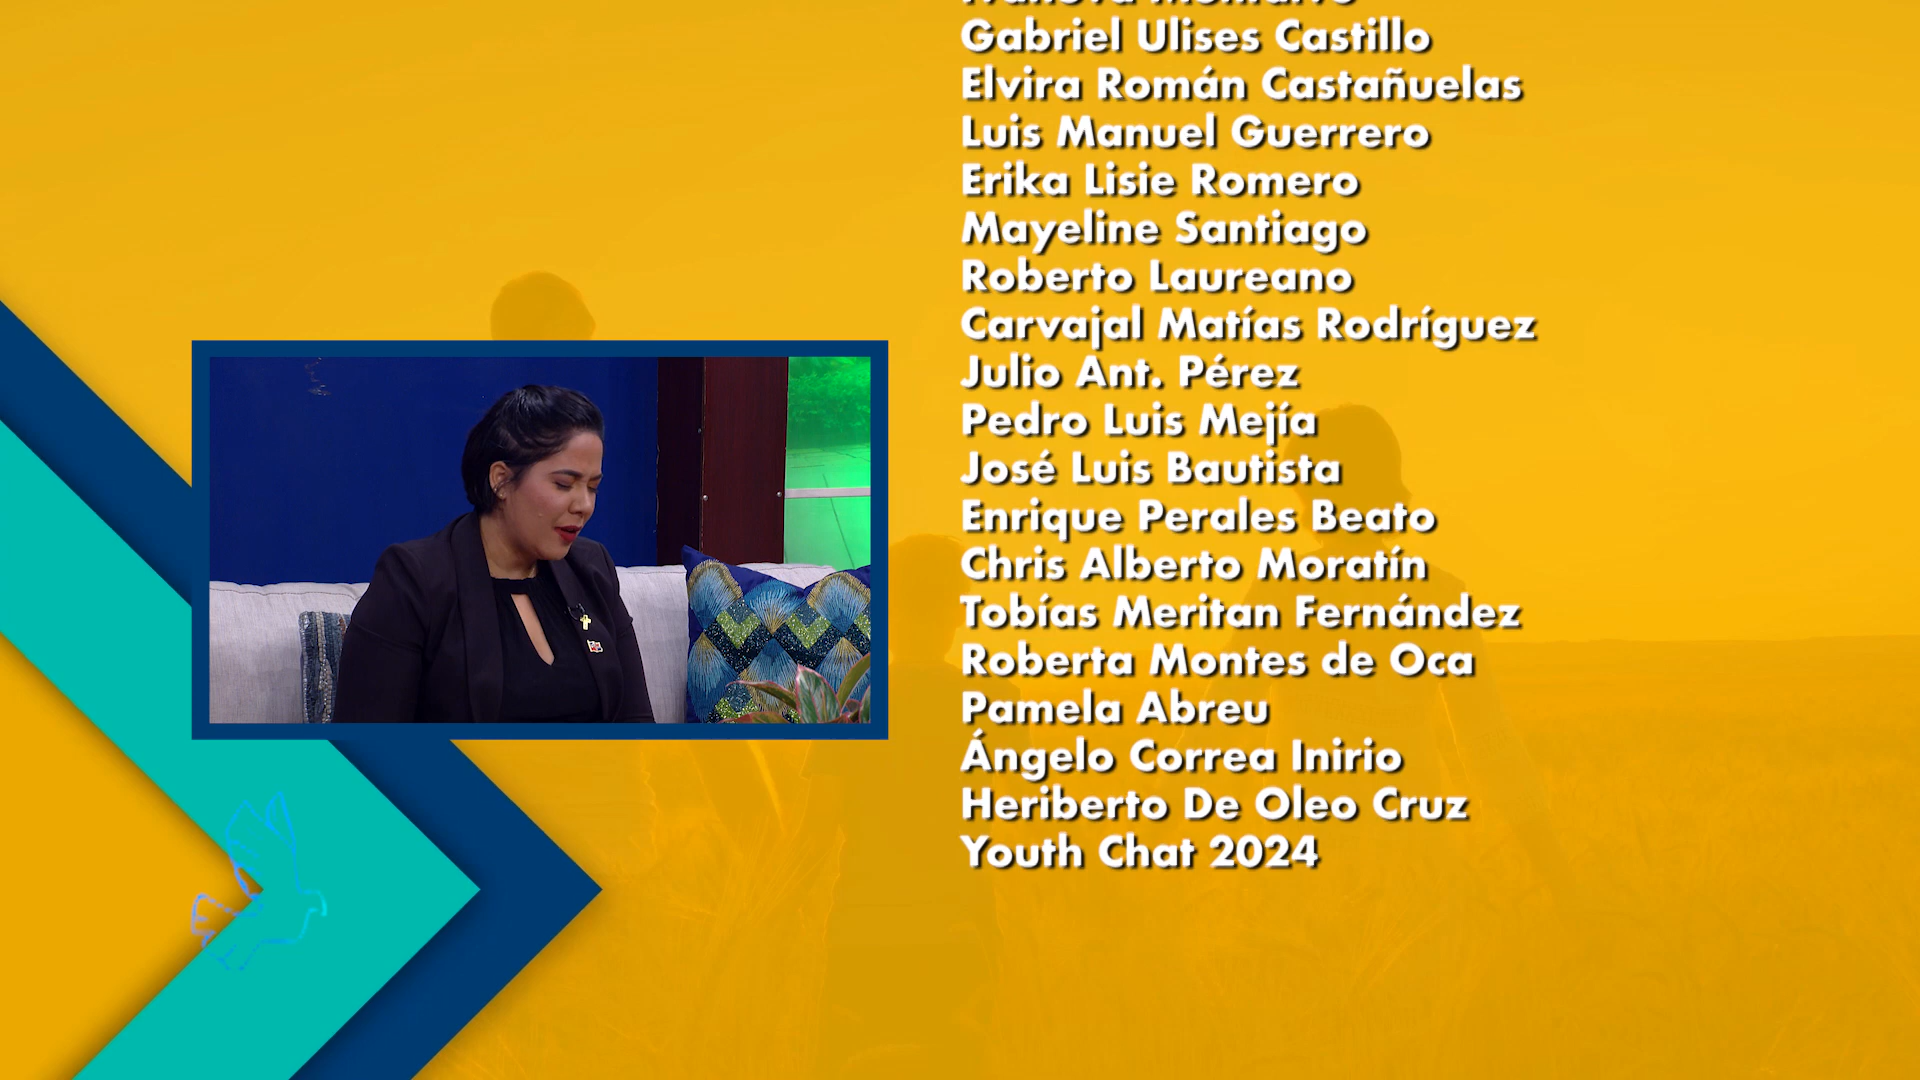 Gabriel Ulises Castillo
Elvira Román Castañuelas
Luis Manuel Guerrero
Erika Lisie Romero
Mayeline Santiago
Roberto Laureano
Carvajal Matías Rodríguez
Julio Ant. Pérez
Pedro Luis Mejía
José Luis Bautista
Enrique Perales Beato
Chris Alberto Moratín
Tobías Meritan Fernández
Roberta Montes de Oca
Pamela Abreu
Ángelo Correa Inirio
Heriberto De Oleo Cruz
Youth Chat 2024